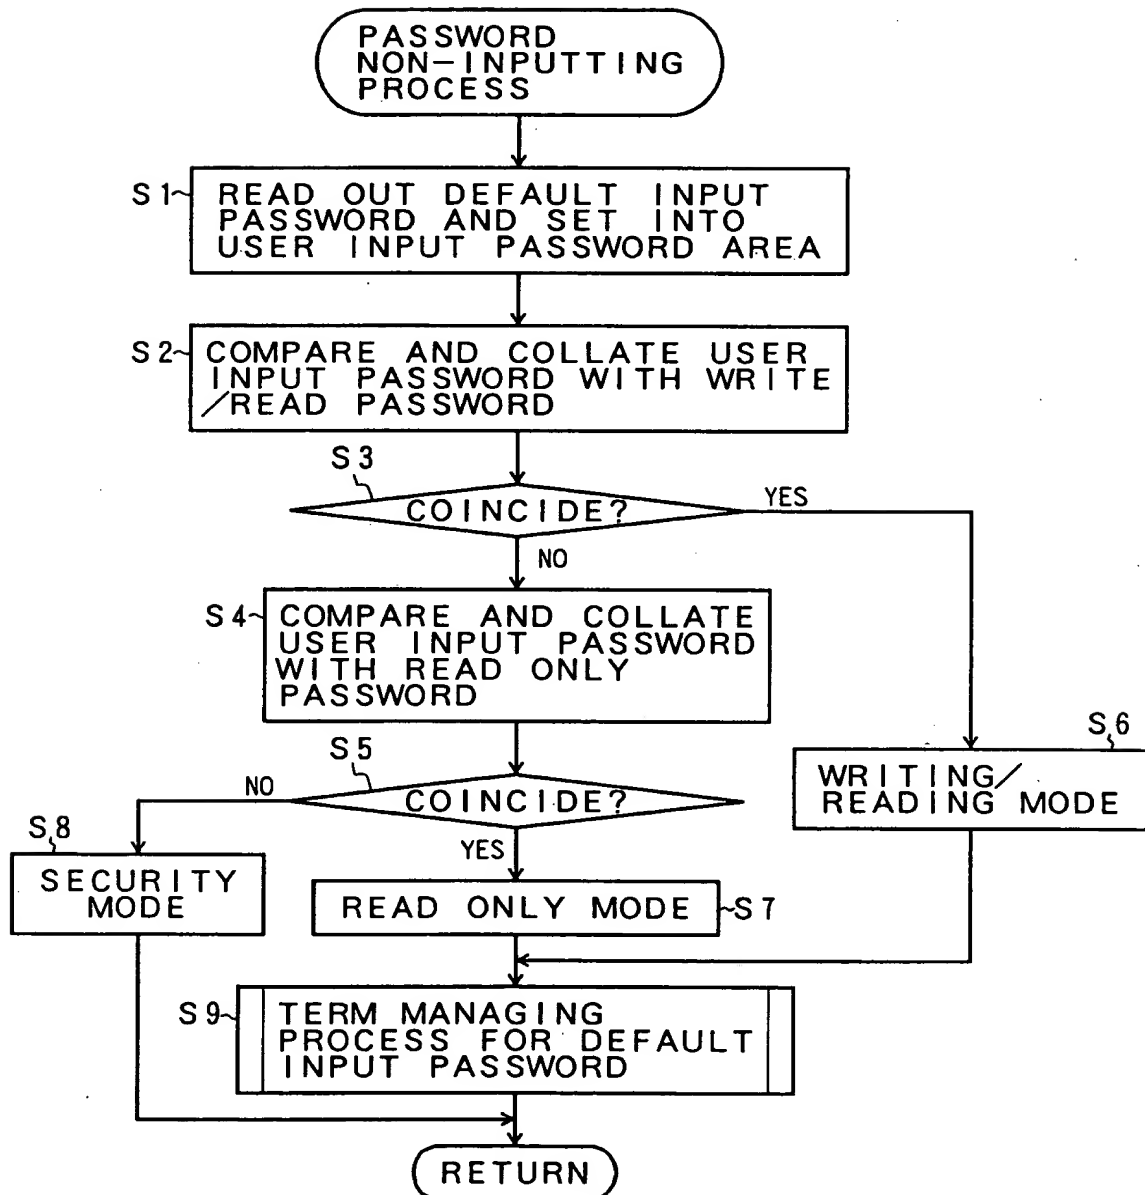 PASSWORD
NON-INPUTTING
PROCESS
S1
READ OUT DEFAULT INPUT
PASSWORD AND SET INTO
USER INPUT PASSWORD AREA
S2
COMPARE AND COLLATE USER
INPUT PASSWORD WITH WRITE
/READ PASSWORD
S3
COINCIDE?
YES
NO
S4
COMPARE AND COLLATE
USER INPUT PASSWORD
WITH READ ONLY
PASSWORD
S5
COINCIDE?
NO
YES
S6
WRITING/
READING MODE
S8
SECURITY
MODE
READ ONLY MODE
S7
S9
TERM MANAGING
PROCESS FOR DEFAULT
INPUT PASSWORD
RETURN